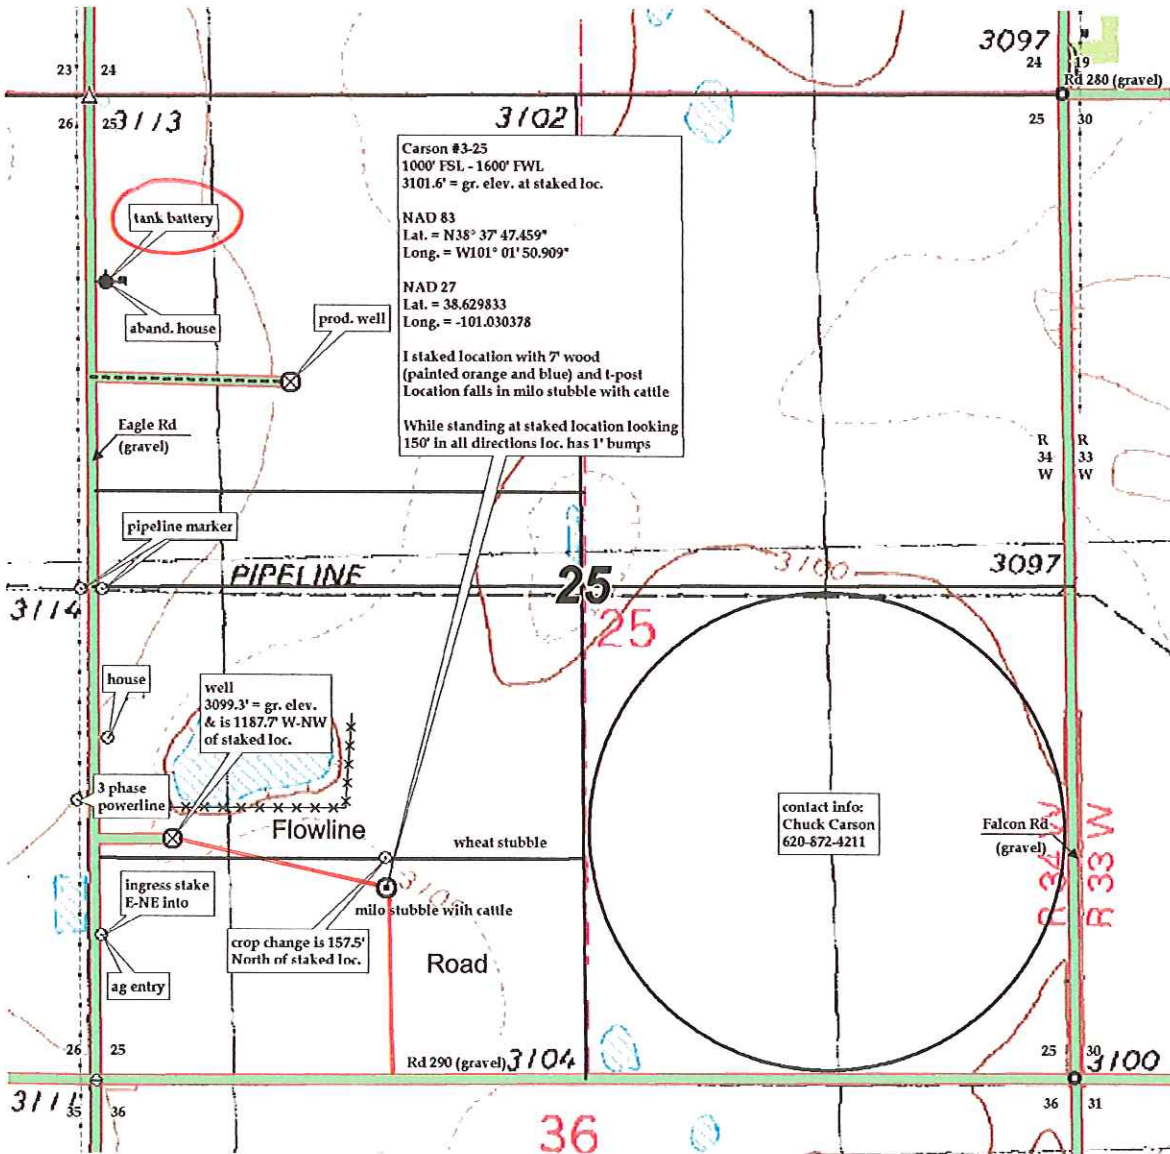 3097
23 24
24 19
Rd 280 (gravel)
26 25
3113
3102
25 30
Carson #3-25
1000' FSL - 1600' FWL
3101.6' = gr. elev. at staked loc.
NAD 83
Lat. = N38° 37' 47.459"
Long. = W101° 01' 50.909"
NAD 27
Lat. = 38.629833
Long. = -101.030378
I staked location with 7' wood
(painted orange and blue) and t-post
Location falls in milo stubble with cattle
While standing at staked location looking
150' in all directions loc. has 1' bumps
tank battery
aband. house
prod. well
Eagle Rd
(gravel)
R R
34 33
W W
pipeline marker
PIPELINE
3100
3097
3114
25
25
house
well
3099.3' = gr. elev.
& is 1187.7' W-NW
of staked loc.
3 phase
powerline
Flowline
wheat stubble
contact info:
Chuck Carson
620-872-4211
Falcon Rd
(gravel)
R 34 W
R 33 W
ingress stake
E-NE into
3100
milo stubble with cattle
crop change is 157.5'
North of staked loc.
Road
ag entry
26 25
Rd 290 (gravel)
3104
25 30
3100
3111
35 36
36
36 31